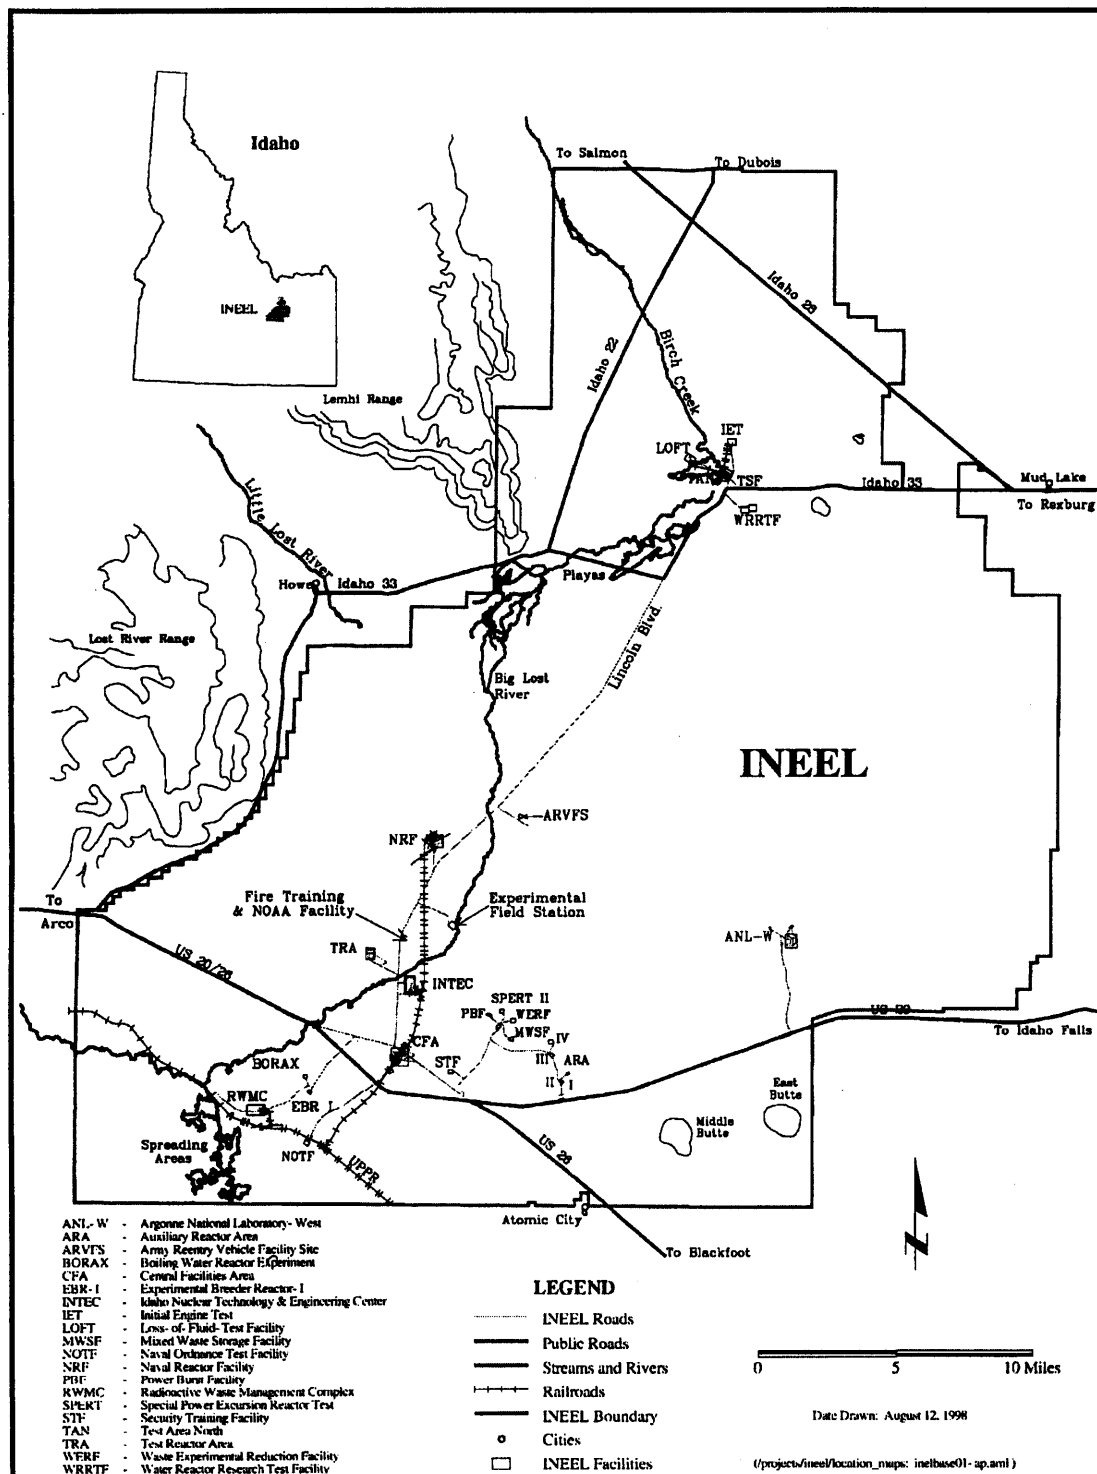 Idaho
INEEL
To Salmon
To Dubois
Idaho 28
Idaho 22
Birch Creek
Lemhi Range
IET
LOFT
TSF
Idaho 33
Mud Lake
To Rexburg
WRRTF
Little Lost River
Howe
Idaho 33
Playas
Lost River Range
Lincoln Blvd.
Big Lost
River
INEEL
ARVFS
NRF
To
Arco
Fire Training
& NOAA Facility
Experimental
Field Station
TRA
ANL-W
US 20/26
INTEC
SPERT II
PBF
WERF
MWSF
IV
III
ARA
II
I
US 20
To Idaho Falls
CFA
STF
BORAX
RWMC
EBR I
NOTF
Spreading
Areas
UPPR
US 26
Middle
Butte
East
Butte
Atomic City
To Blackfoot
N
ANL-W - Argonne National Laboratory-West
ARA - Auxiliary Reactor Area
ARVFS - Army Reentry Vehicle Facility Site
BORAX - Boiling Water Reactor Experiment
CFA - Central Facilities Area
EBR-I - Experimental Breeder Reactor-I
INTEC - Idaho Nuclear Technology & Engineering Center
IET - Initial Engine Test
LOFT - Loss-of-Fluid-Test Facility
MWSF - Mixed Waste Storage Facility
NOTF - Naval Ordnance Test Facility
NRF - Naval Reactor Facility
PBF - Power Burst Facility
RWMC - Radioactive Waste Management Complex
SPERT - Special Power Excursion Reactor Test
STF - Security Training Facility
TAN - Test Area North
TRA - Test Reactor Area
WERF - Waste Experimental Reduction Facility
WRRTF - Water Reactor Research Test Facility
LEGEND
INEEL Roads
Public Roads
Streams and Rivers
Railroads
INEEL Boundary
Cities
INEEL Facilities
0 5 10 Miles
Date Drawn: August 12, 1998
(/projects/ineel/location_maps: inelbase01-ap.aml)